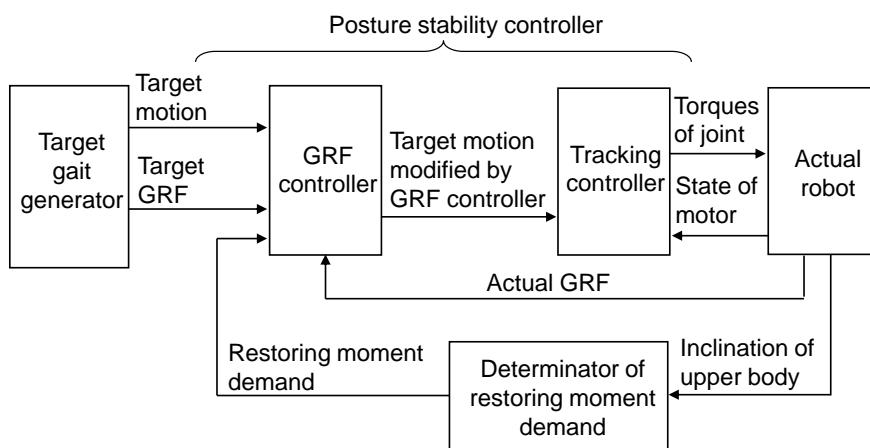 Posture stability controller
Target
motion
Target
gait
generator
Target
GRF
GRF
controller
Target motion
modified by
GRF controller
Tracking
controller
Torques
of joint
State of
motor
Actual
robot
Actual GRF
Restoring moment
demand
Determinator of
restoring moment
demand
Inclination of
upper body